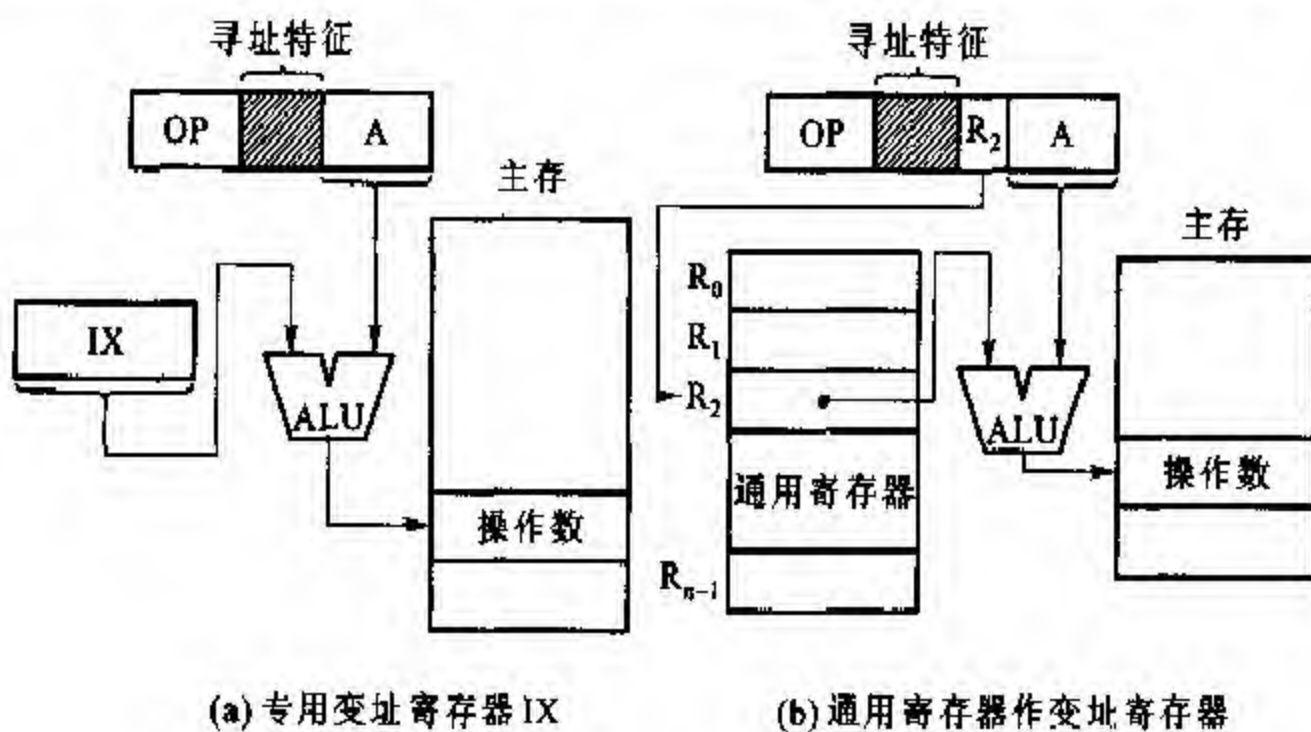 寻址特征
OP
A
主存
IX
ALU
操作数
(a) 专用变址寄存器 IX
寻址特征
OP
R₂
A
主存
R₀
R₁
R₂
通用寄存器
Rₙ₋₁
ALU
操作数
(b) 通用寄存器作变址寄存器